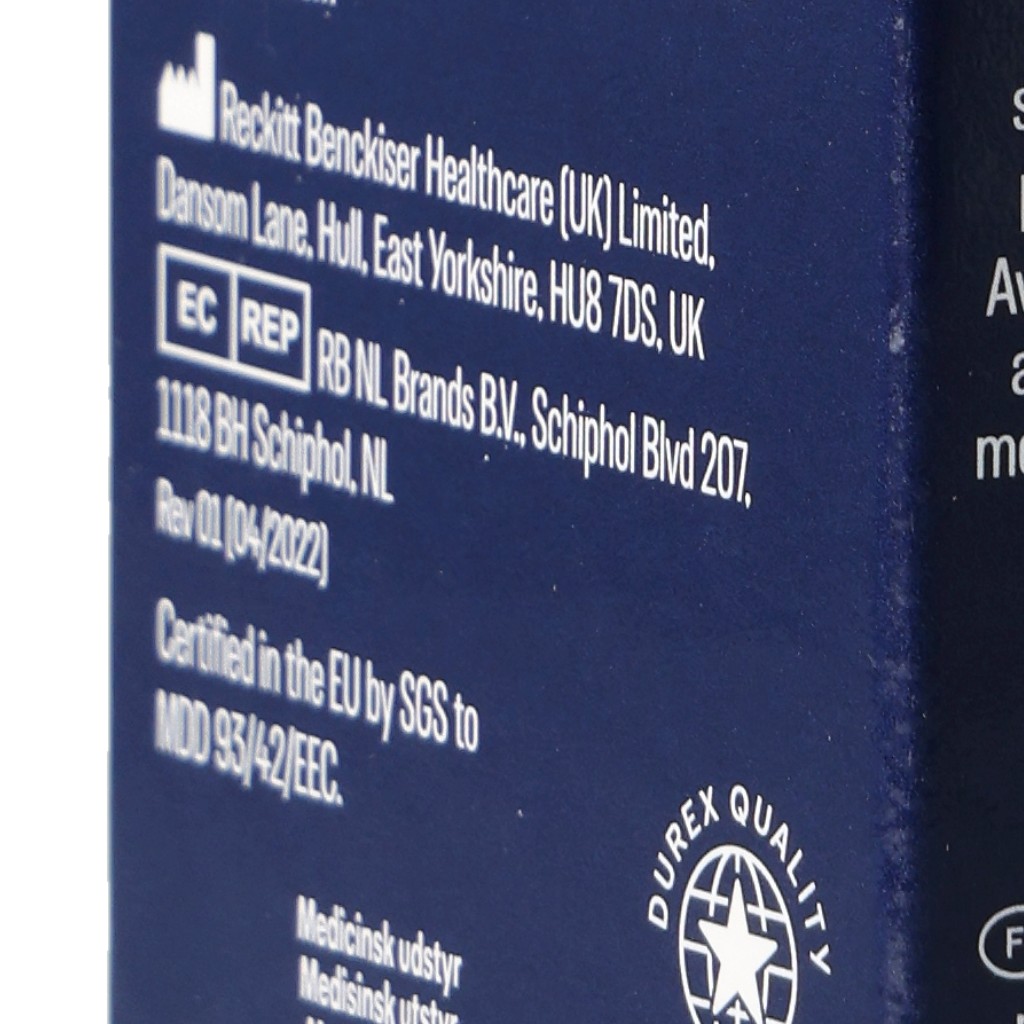 Reckitt Benckiser Healthcare (UK) Limited,
Dansom Lane, Hull, East Yorkshire, HU8 7DS, UK
EC REP RB NL Brands B.V., Schiphol Blvd 207,
1118 BH Schiphol, NL
Rev 01 (04/2022)
Certified in the EU by SGS to
MDD 93/42/EEC.
DUREX QUALITY
Medicinsk udstyr
Medisinsk utstyr